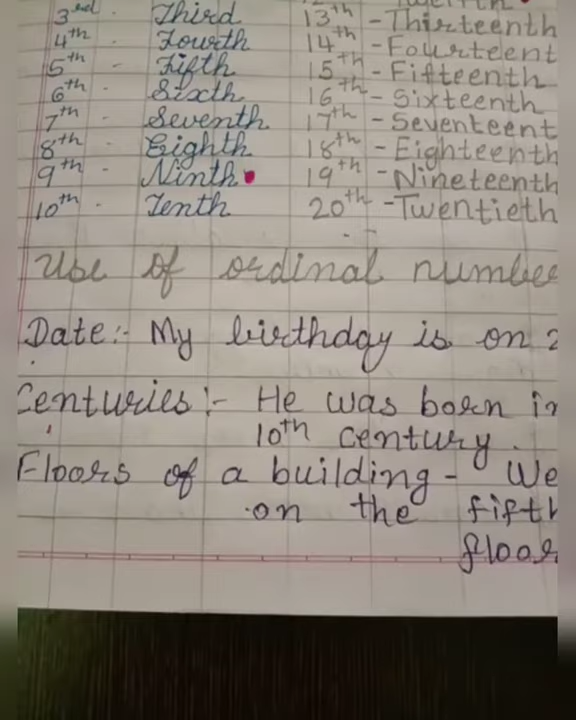 3rd - Third 13th - Thirteenth
4th - Fourth 14th - Fourteent
5th - Fifth 15th - Fifteenth
6th - Sixth 16th - Sixteenth
7th - Seventh 17th - Seventeent
8th - Eighth 18th - Eighteenth
9th - Ninth 19th - Nineteenth
10th - Tenth 20th - Twentieth
Use of ordinal number
Date:- My birthday is on
Centuries:- He was born in
10th century.
Floors of a building - We
on the fifth
floor